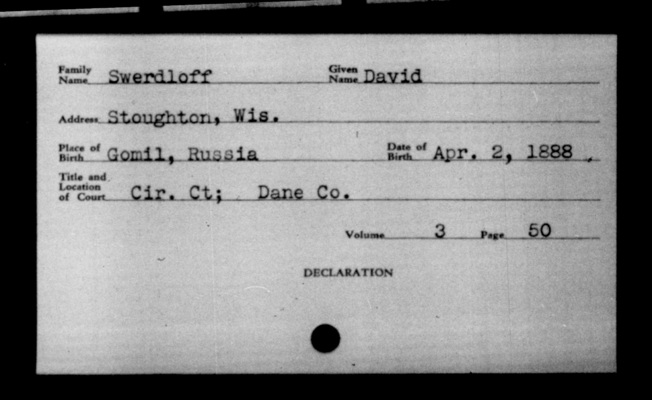 Family Name Swerdloff Given Name David
Address Stoughton, Wis.
Place of Birth Gomil, Russia Date of Birth Apr. 2, 1888
Title and Location of Court Cir. Ct; Dane Co.
Volume 3 Page 50
DECLARATION